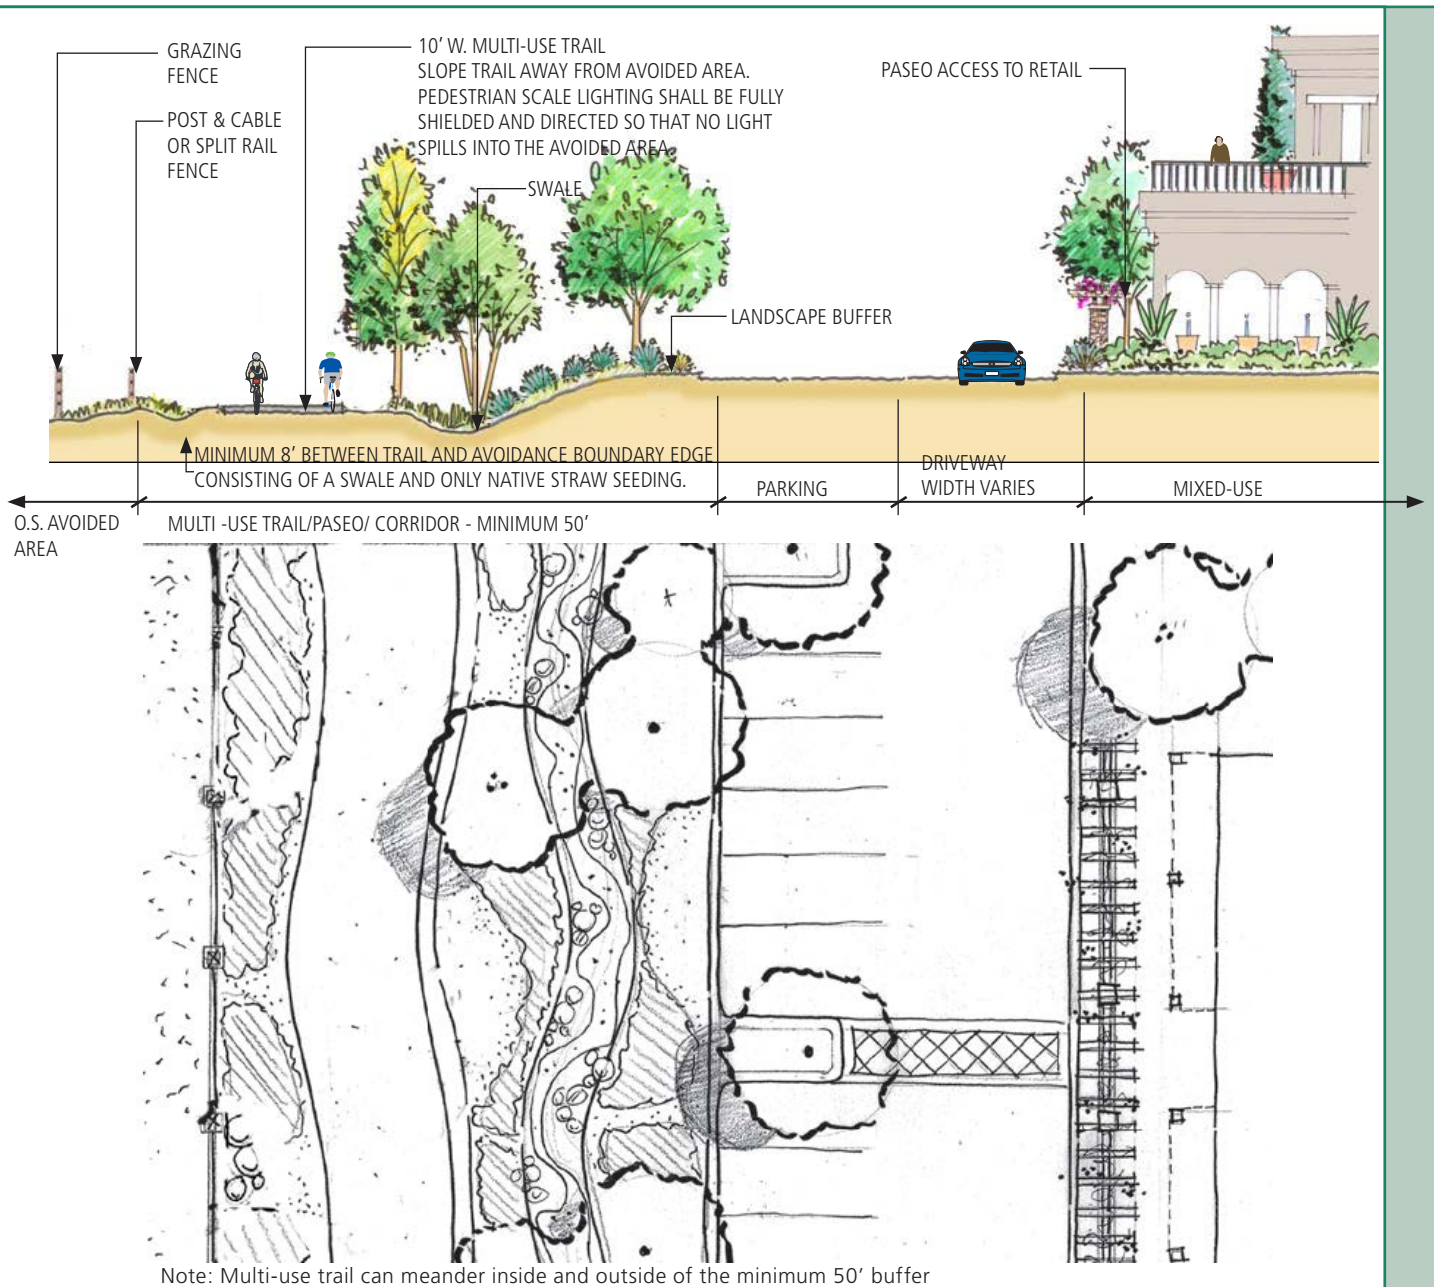 GRAZING
FENCE
POST & CABLE
OR SPLIT RAIL
FENCE
10' W. MULTI-USE TRAIL
SLOPE TRAIL AWAY FROM AVOIDED AREA.
PEDESTRIAN SCALE LIGHTING SHALL BE FULLY
SHIELDED AND DIRECTED SO THAT NO LIGHT
SPILLS INTO THE AVOIDED AREA.
SWALE
PASEO ACCESS TO RETAIL
LANDSCAPE BUFFER
MINIMUM 8' BETWEEN TRAIL AND AVOIDANCE BOUNDARY EDGE
CONSISTING OF A SWALE AND ONLY NATIVE STRAW SEEDING.
O.S. AVOIDED
AREA
MULTI -USE TRAIL/PASEO/ CORRIDOR - MINIMUM 50'
PARKING
DRIVEWAY
WIDTH VARIES
MIXED-USE
Note: Multi-use trail can meander inside and outside of the minimum 50' buffer